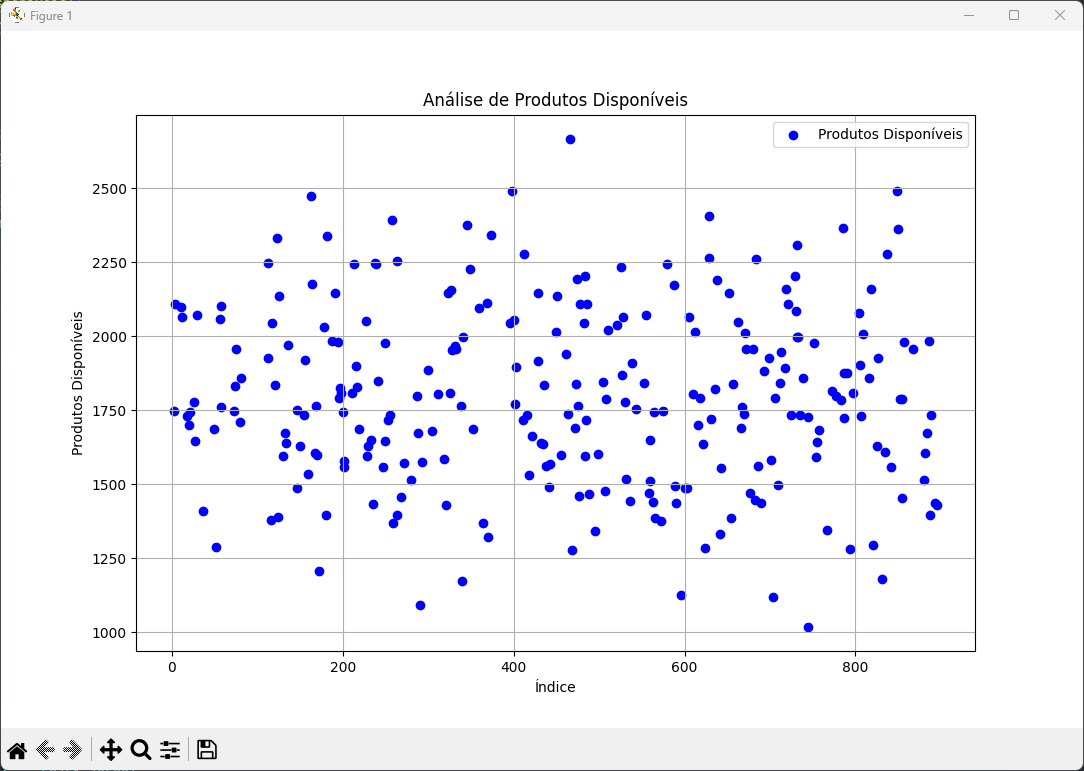 Figure 1
Análise de Produtos Disponíveis
Produtos Disponíveis
2500
2250
2000
1750
1500
1250
1000
Produtos Disponíveis
0 200 400 600 800
Índice